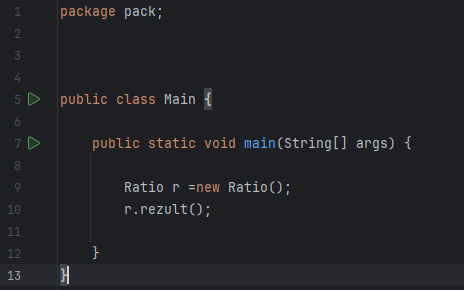 1 package pack;
2
3
4
5 public class Main {
6
7 public static void main(String[] args) {
8
9 Ratio r =new Ratio();
10 r.rezult();
11
12 }
13 }